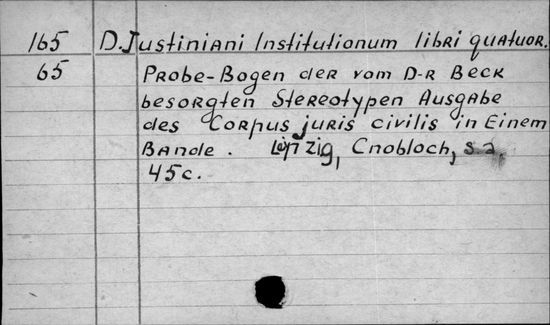 165 D. Justiniani Institutionum libri quatuor.
65 Probe-Bogen der vom D-r Beck
besorgten Stereotypen Ausgabe
des Corpus juris civilis in Einem
Bande. Leipzig, Cnobloch, s a,
45c.